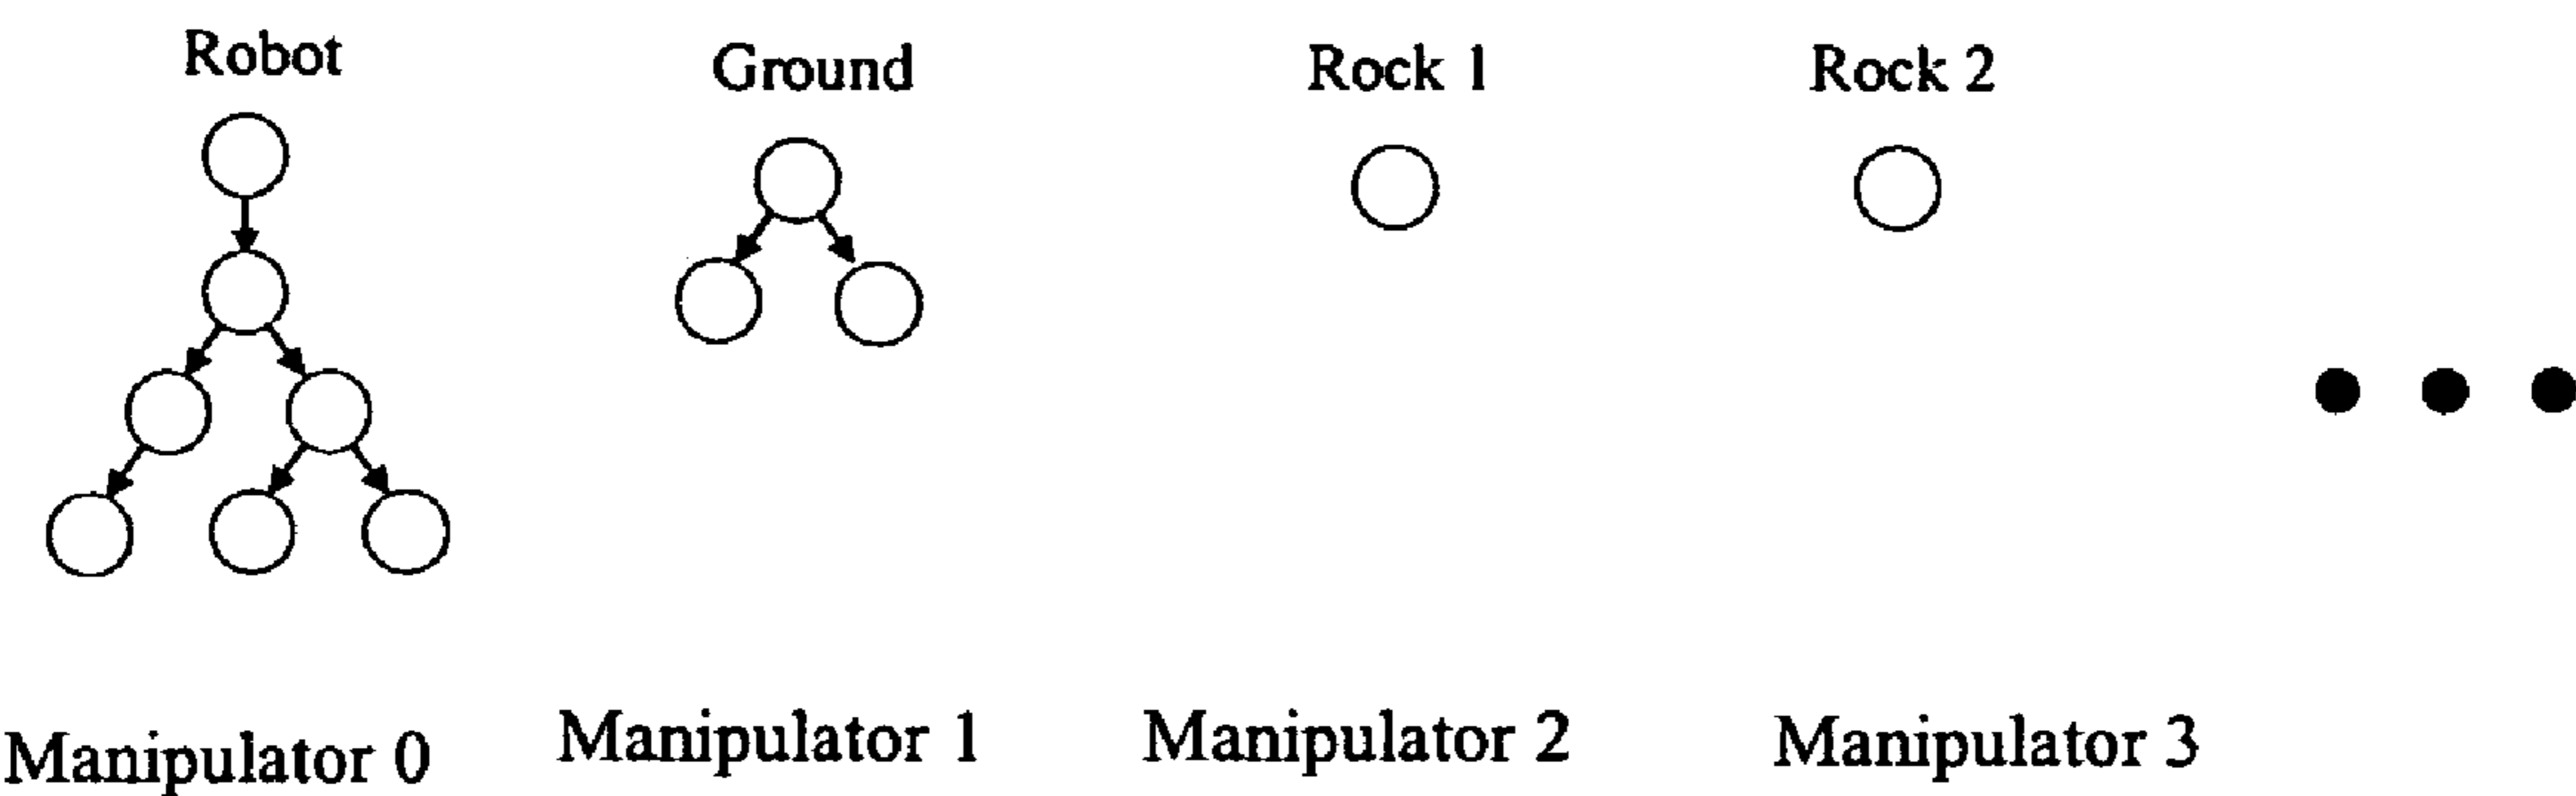 Robot
Ground
Rock 1
Rock 2
Manipulator 0
Manipulator 1
Manipulator 2
Manipulator 3